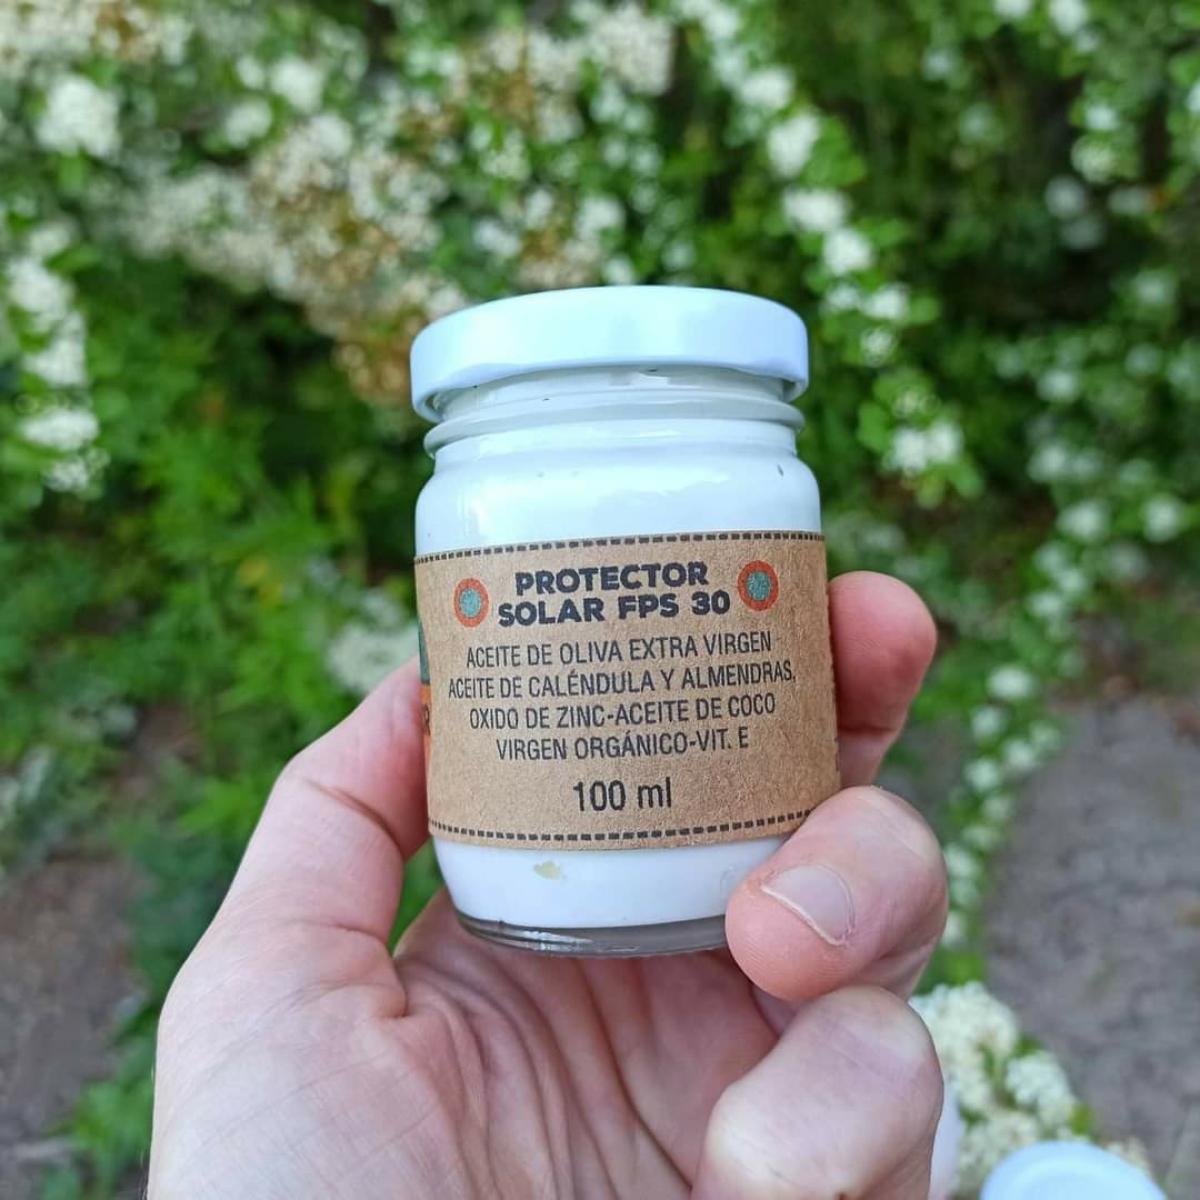 PROTECTOR
SOLAR FPS 30
ACEITE DE OLIVA EXTRA VIRGEN
ACEITE DE CALÉNDULA Y ALMENDRAS,
OXIDO DE ZINC-ACEITE DE COCO
VIRGEN ORGÁNICO-VIT. E
100 ml